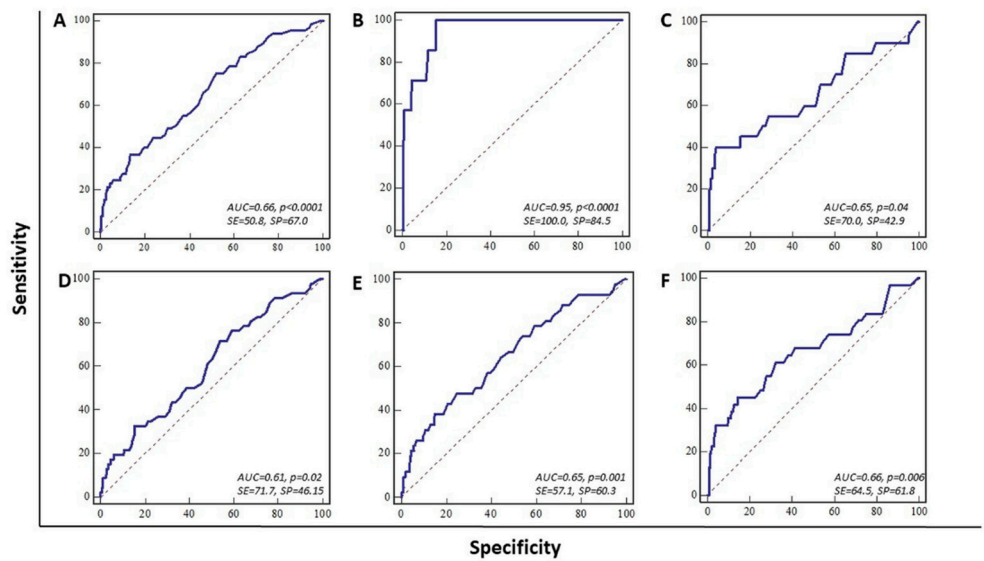 A
100
80
60
40
20
0
0 20 40 60 80 100
AUC=0.66, p<0.0001
SE=50.8, SP=67.0
B
100
80
60
40
20
0
0 20 40 60 80 100
AUC=0.95, p<0.0001
SE=100.0, SP=84.5
C
100
80
60
40
20
0
0 20 40 60 80 100
AUC=0.65, p=0.04
SE=70.0, SP=42.9
Sensitivity
D
100
80
60
40
20
0
0 20 40 60 80 100
AUC=0.61, p=0.02
SE=71.7, SP=46.15
E
100
80
60
40
20
0
0 20 40 60 80 100
AUC=0.65, p=0.001
SE=57.1, SP=60.3
F
100
80
60
40
20
0
0 20 40 60 80 100
AUC=0.66, p=0.006
SE=64.5, SP=61.8
Specificity